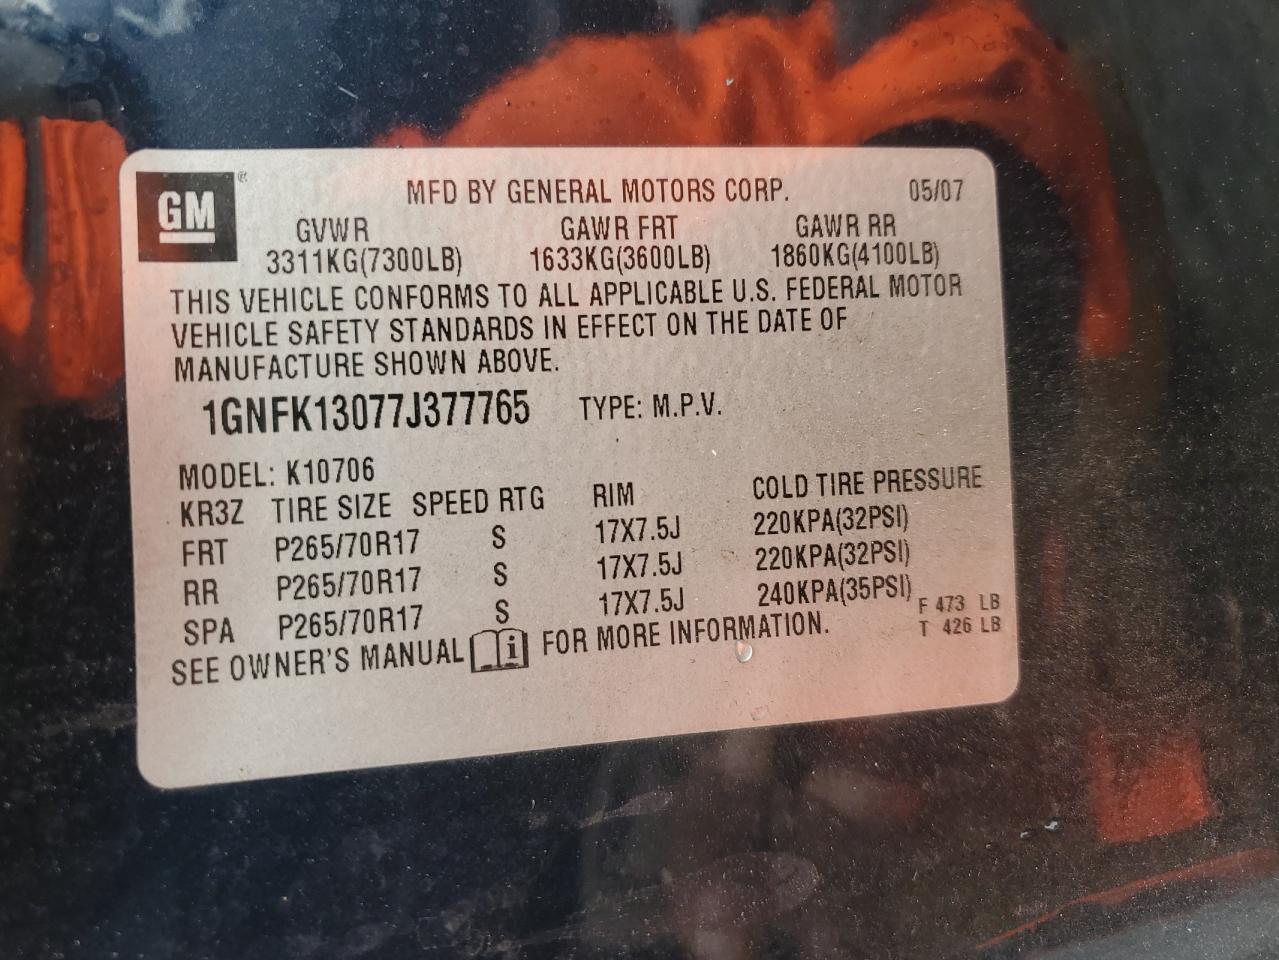 GM ®
MFD BY GENERAL MOTORS CORP. 05/07
GVWR GAWR FRT GAWR RR
3311KG(7300LB) 1633KG(3600LB) 1860KG(4100LB)
THIS VEHICLE CONFORMS TO ALL APPLICABLE U.S. FEDERAL MOTOR
VEHICLE SAFETY STANDARDS IN EFFECT ON THE DATE OF
MANUFACTURE SHOWN ABOVE.
1GNFK13077J377765 TYPE: M.P.V.
MODEL: K10706
KR3Z TIRE SIZE SPEED RTG RIM COLD TIRE PRESSURE
FRT P265/70R17 S 17X7.5J 220KPA(32PSI)
RR P265/70R17 S 17X7.5J 220KPA(32PSI)
SPA P265/70R17 S 17X7.5J 240KPA(35PSI) F 473 LB
T 426 LB
SEE OWNER'S MANUAL i FOR MORE INFORMATION.